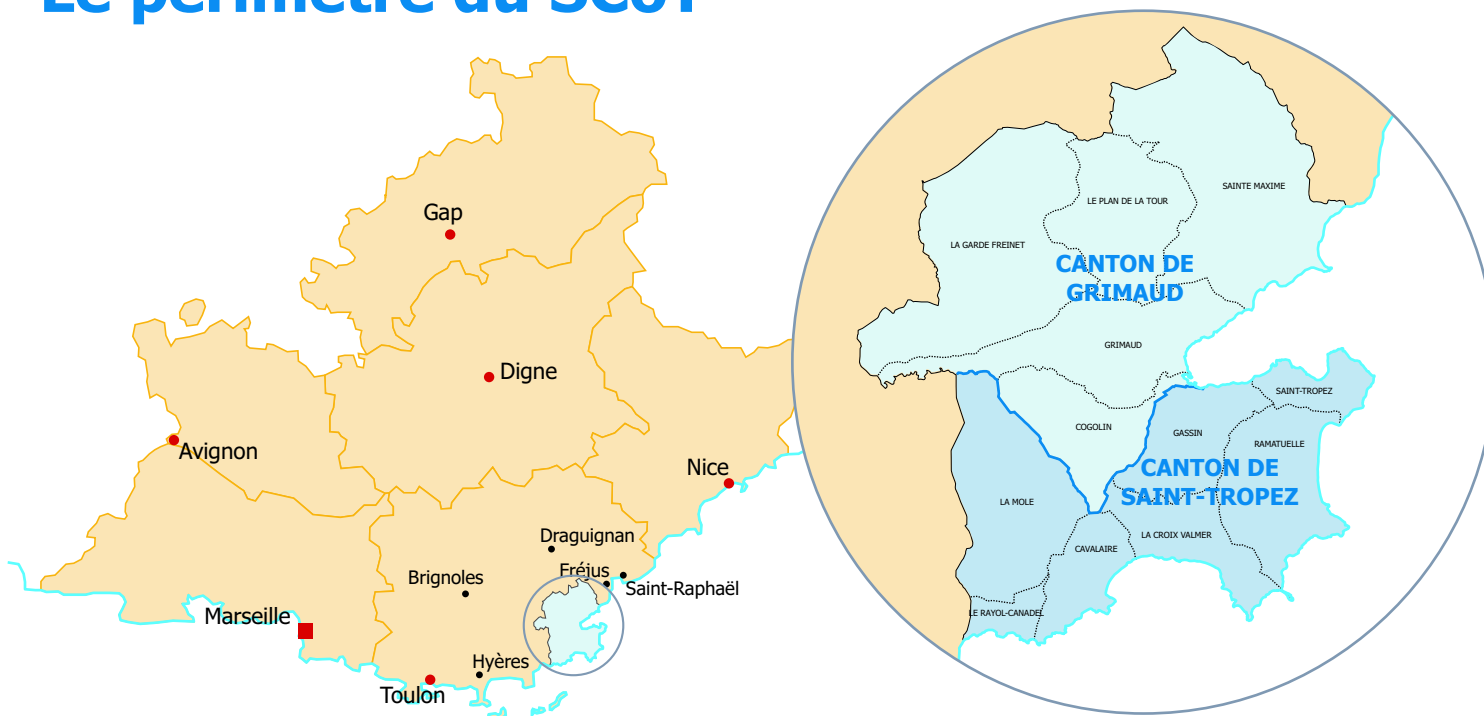 Le périmètre du SCoT
Gap
Digne
Avignon
Nice
Draguignan
Fréjus
Saint-Raphaël
Brignoles
Marseille
Hyères
Toulon
SAINTE MAXIME
LE PLAN DE LA TOUR
LA GARDE FREINET
CANTON DE
GRIMAUD
GRIMAUD
SAINT-TROPEZ
COGOLIN
GASSIN
RAMATUELLE
CANTON DE
SAINT-TROPEZ
LA MOLE
LA CROIX VALMER
CAVALAIRE
LE RAYOL-CANADEL